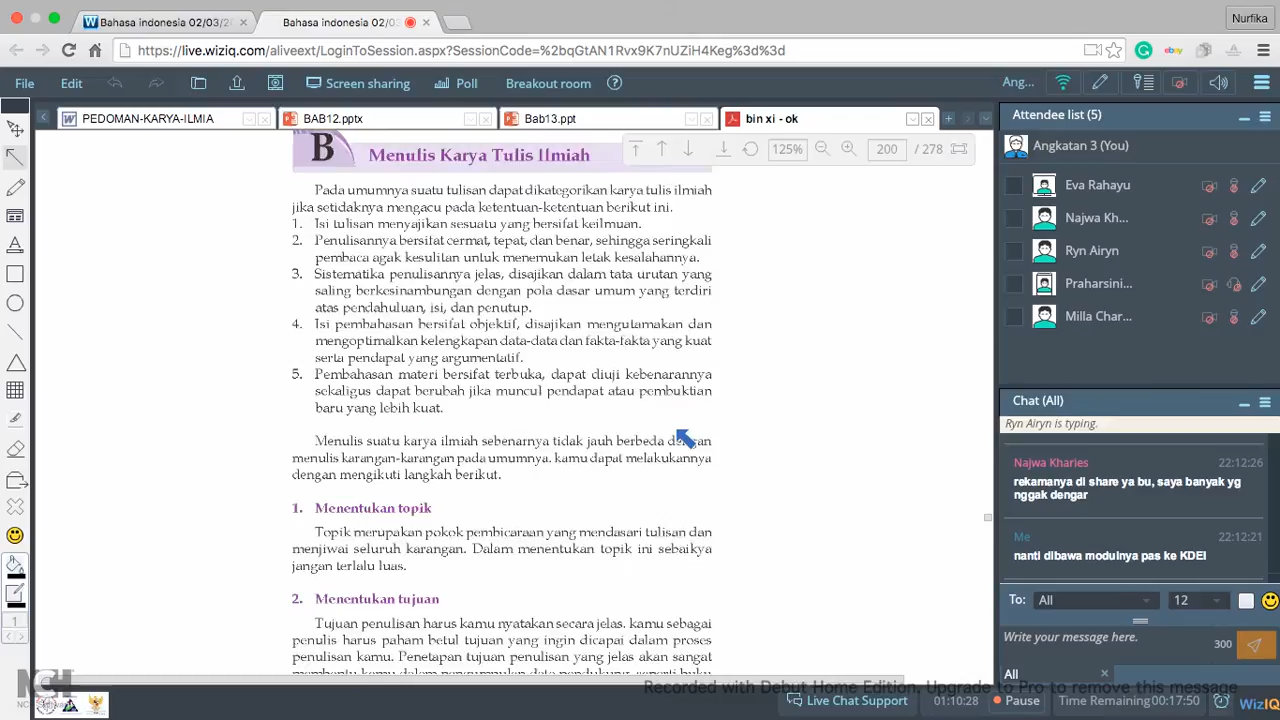 Bahasa indonesia 02/03/2
Bahasa indonesia 02/03/
Nurfika
https://live.wiziq.com/aliveext/LoginToSession.aspx?SessionCode=%2bqGtAN1Rvx9K7nUZiH4Keg%3d%3d
File
Edit
Screen sharing
Poll
Breakout room
Ang...
PEDOMAN-KARYA-ILMIA
BAB12.pptx
Bab13.ppt
bin xi - ok
125%
200 / 278
B Menulis Karya Tulis Ilmiah
Pada umumnya suatu tulisan dapat dikategorikan karya tulis ilmiah
jika setidaknya mengacu pada ketentuan-ketentuan berikut ini.
1. Isi tulisan menyajikan sesuatu yang bersifat keilmuan.
2. Penulisannya bersifat cermat, tepat, dan benar, sehingga seringkali
pembaca agak kesulitan untuk menemukan letak kesalahannya.
3. Sistematika penulisannya jelas, disajikan dalam tata urutan yang
saling berkesinambungan dengan pola dasar umum yang terdiri
atas pendahuluan, isi, dan penutup.
4. Isi pembahasan bersifat objektif, disajikan mengutamakan dan
mengoptimalkan kelengkapan data-data dan fakta-fakta yang kuat
serta pendapat yang argumentatif.
5. Pembahasan materi bersifat terbuka, dapat diuji kebenarannya
sekaligus dapat berubah jika muncul pendapat atau pembuktian
baru yang lebih kuat.
Menulis suatu karya ilmiah sebenarnya tidak jauh berbeda dengan
menulis karangan-karangan pada umumnya. kamu dapat melakukannya
dengan mengikuti langkah berikut.
1. Menentukan topik
Topik merupakan pokok pembicaraan yang mendasari tulisan dan
menjiwai seluruh karangan. Dalam menentukan topik ini sebaikya
jangan terlalu luas.
2. Menentukan tujuan
Tujuan penulisan harus kamu nyatakan secara jelas. kamu sebagai
penulis harus paham betul tujuan yang ingin dicapai dalam proses
penulisan kamu. Penetapan tujuan penulisan yang jelas akan sangat
membantu kamu dalam pengumpulan data pendukung, seperti buku
1
Attendee list (5)
Angkatan 3 (You)
Eva Rahayu
Najwa Kh...
Ryn Airyn
Praharsini...
Milla Char...
Chat (All)
Ryn Airyn is typing.
Najwa Kharies 22:12:26
rekamanya di share ya bu, saya banyak yg
nggak dengar
Me 22:12:21
nanti dibawa modulnya pas ke KDEI
To: All 12
Write your message here.
300
All
NCH
Recorded with Debut Home Edition. Upgrade to Pro to remove this message
Live Chat Support
01:10:28
Pause
Time Remaining 00:17:50
WizIQ